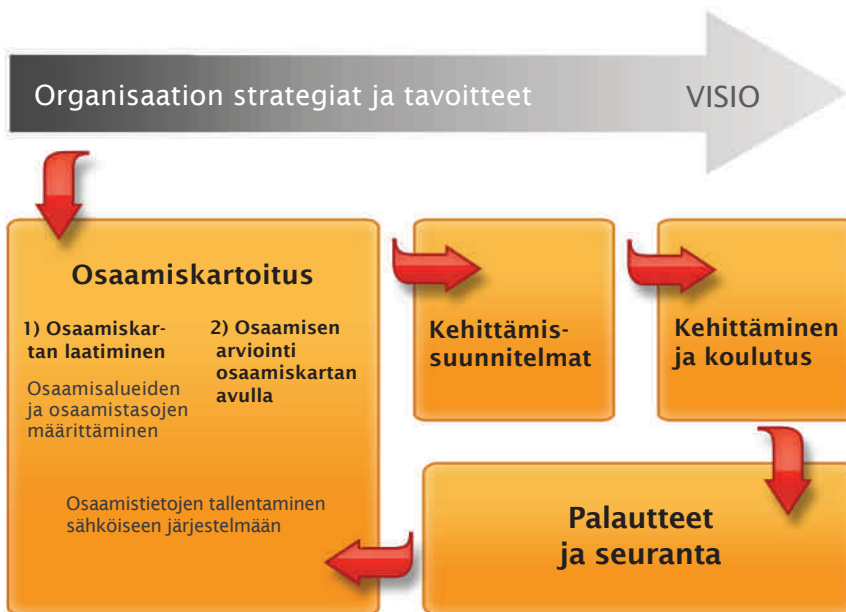 Organisaation strategiat ja tavoitteet
VISIO
Osaamiskartoitus
1) Osaamiskar-
tan laatiminen
Osaamisalueiden
ja osaamistasojen
määrittäminen
2) Osaamisen
arviointi
osaamiskartan
avulla
Osaamistietojen tallentaminen
sähköiseen järjestelmään
Kehittämis-
suunnitelmat
Kehittäminen
ja koulutus
Palautteet
ja seuranta